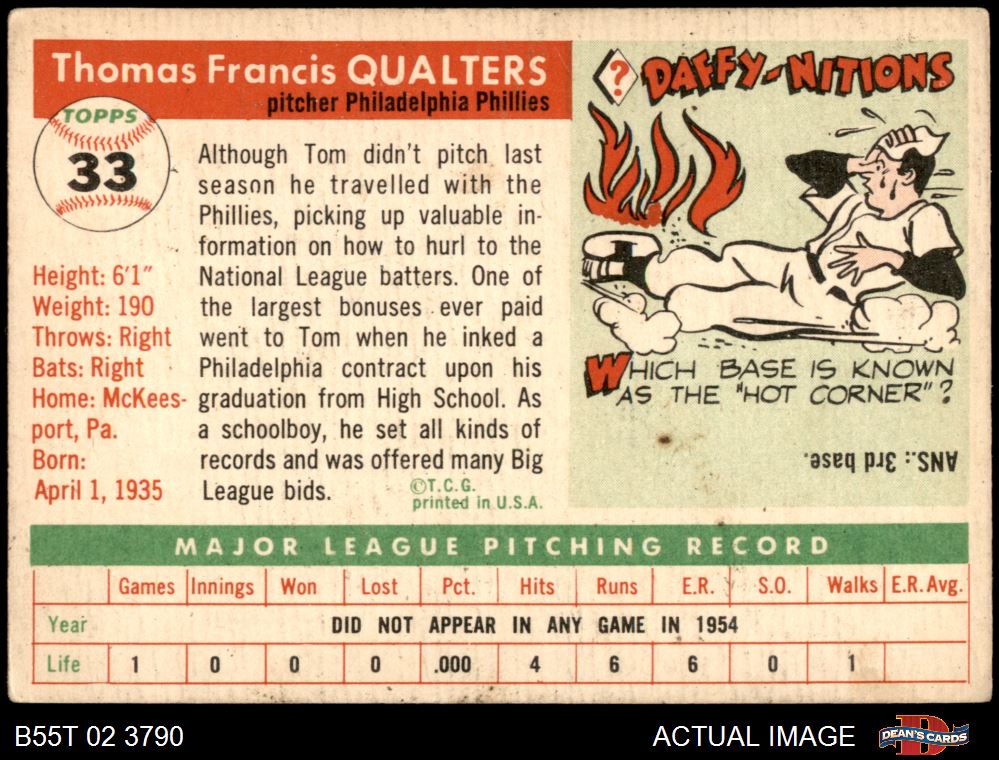 Thomas Francis QUALTERS
pitcher Philadelphia Phillies
TOPPS
33
Height: 6'1"
Weight: 190
Throws: Right
Bats: Right
Home: McKees-
port, Pa.
Born:
April 1, 1935
Although Tom didn't pitch last
season he travelled with the
Phillies, picking up valuable in-
formation on how to hurl to the
National League batters. One of
the largest bonuses ever paid
went to Tom when he inked a
Philadelphia contract upon his
graduation from High School. As
a schoolboy, he set all kinds of
records and was offered many Big
League bids.
©T.C.G.
printed in U.S.A.
? DAFFY-NITIONS
WHICH BASE IS KNOWN
AS THE "HOT CORNER"?
ANS.: 3rd base.
MAJOR LEAGUE PITCHING RECORD
Games Innings Won Lost Pct. Hits Runs E.R. S.O. Walks E.R.Avg.
Year DID NOT APPEAR IN ANY GAME IN 1954
Life 1 0 0 0 .000 4 6 6 0 1
B55T 02 3790
ACTUAL IMAGE
DEAN'S CARDS